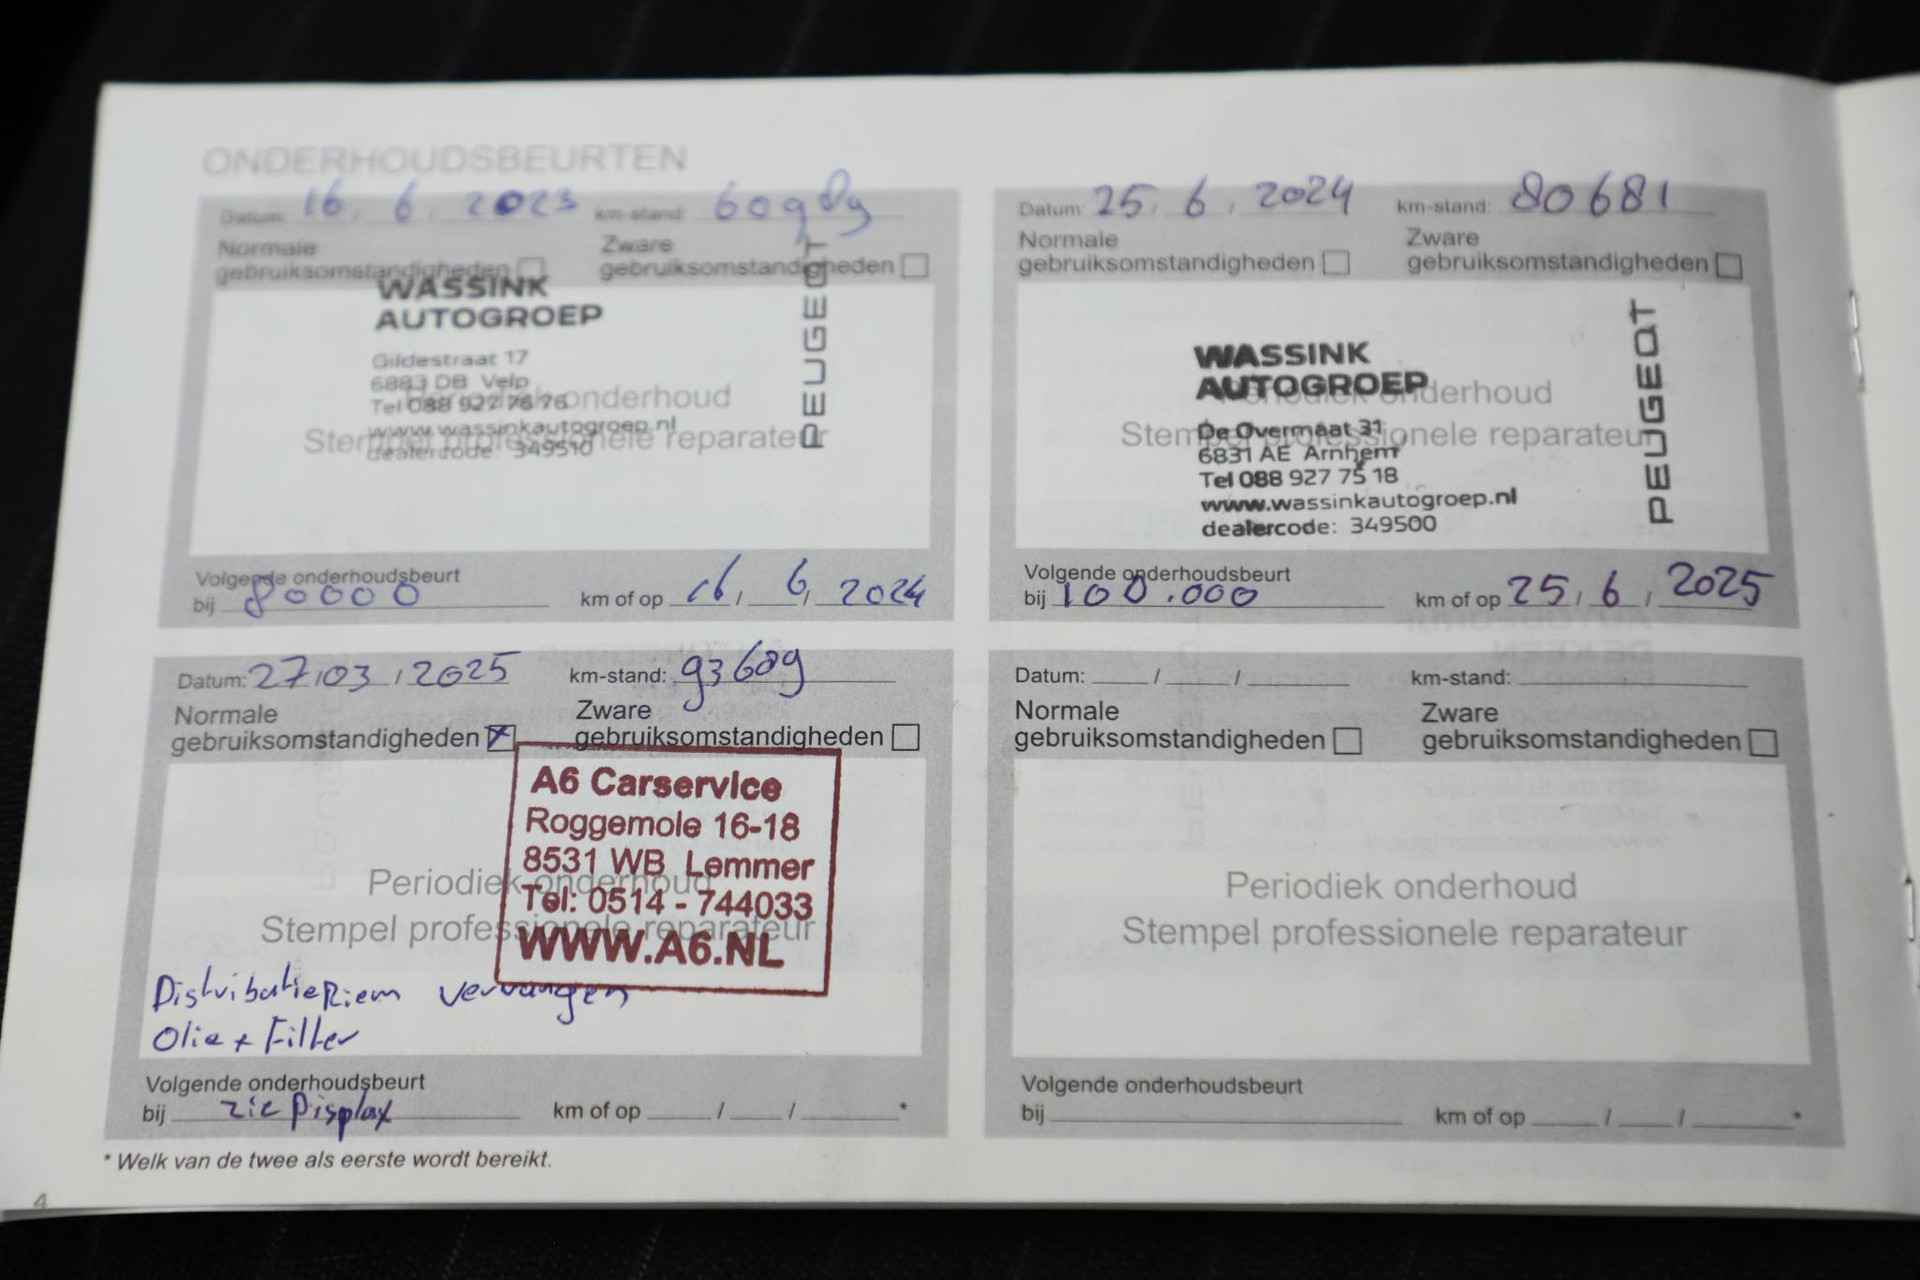 ONDERHOUDSBEURTEN
Datum: 16. 6. 2023 km-stand: 60989
Normale
gebruiksomstandigheden
Zware
gebruiksomstandigheden
WASSINK
AUTOGROEP
Gildestraat 17
6883 DB Velp
Tel 088 927 76 76
www.wassinkautogroep.nl
dealercode: 349510
PEUGEOT
Periodiek onderhoud
Stempel professionele reparateur
Volgende onderhoudsbeurt
bij 80000 km of op 16 / 6 / 2024
Datum: 25. 6. 2024 km-stand: 80681
Normale
gebruiksomstandigheden
Zware
gebruiksomstandigheden
WASSINK
AUTOGROEP
De Overmaat 31
6831 AE Arnhem
Tel 088 927 75 18
www.wassinkautogroep.nl
dealercode: 349500
PEUGEOT
Periodiek onderhoud
Stempel professionele reparateur
Volgende onderhoudsbeurt
bij 100.000 km of op 25 / 6 / 2025
Datum: 27/03/2025 km-stand: 93609
Normale
gebruiksomstandigheden
Zware
gebruiksomstandigheden
A6 Carservice
Roggemole 16-18
8531 WB Lemmer
Tel: 0514 - 744033
WWW.A6.NL
Periodiek onderhoud
Stempel professionele reparateur
DistributieRiem vervangen
Olie + Filter
Volgende onderhoudsbeurt
bij zie Display km of op / / *
Datum: / / km-stand:
Normale
gebruiksomstandigheden
Zware
gebruiksomstandigheden
Periodiek onderhoud
Stempel professionele reparateur
Volgende onderhoudsbeurt
bij km of op / / *
* Welk van de twee als eerste wordt bereikt.
4